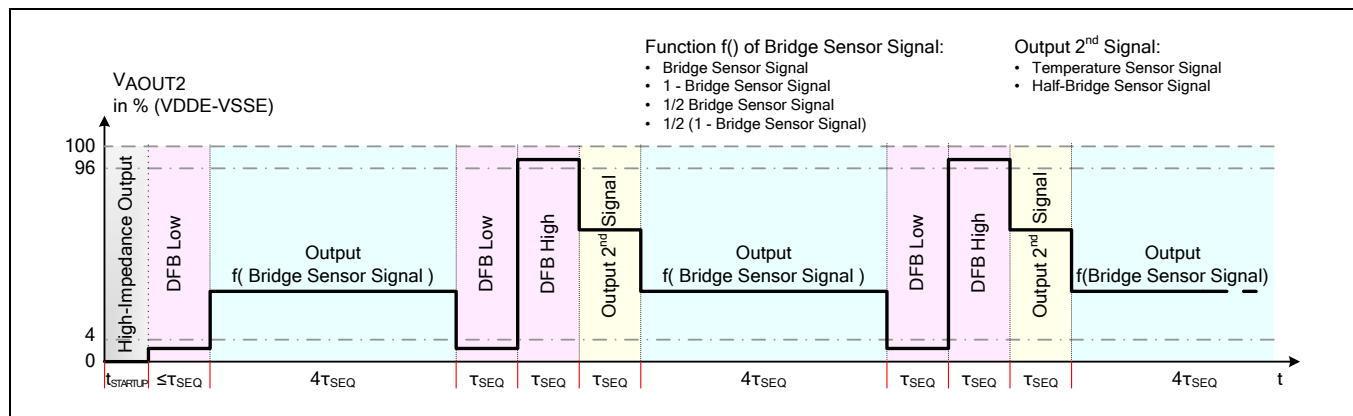 Function f() of Bridge Sensor Signal:
• Bridge Sensor Signal
• 1 - Bridge Sensor Signal
• 1/2 Bridge Sensor Signal
• 1/2 (1 - Bridge Sensor Signal)
Output 2nd Signal:
• Temperature Sensor Signal
• Half-Bridge Sensor Signal
VAOUT2
in % (VDDE-VSSE)
100
96
4
0
High-Impedance Output
DFB Low
Output
f( Bridge Sensor Signal )
DFB Low
DFB High
Output 2nd Signal
Output
f( Bridge Sensor Signal )
DFB Low
DFB High
Output 2nd Signal
Output
f(Bridge Sensor Signal)
tSTARTUP
≤τSEQ
4τSEQ
τSEQ
τSEQ
τSEQ
4τSEQ
τSEQ
τSEQ
τSEQ
4τSEQ
t